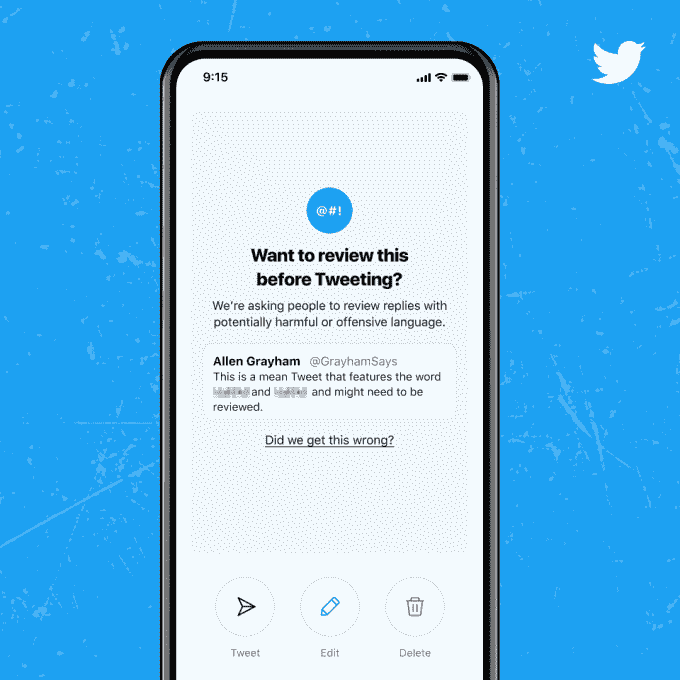 9:15
@#!
Want to review this
before Tweeting?
We're asking people to review replies with
potentially harmful or offensive language.
Allen Grayham @GrayhamSays
This is a mean Tweet that features the word
and and might need to be
reviewed.
Did we get this wrong?
Tweet Edit Delete